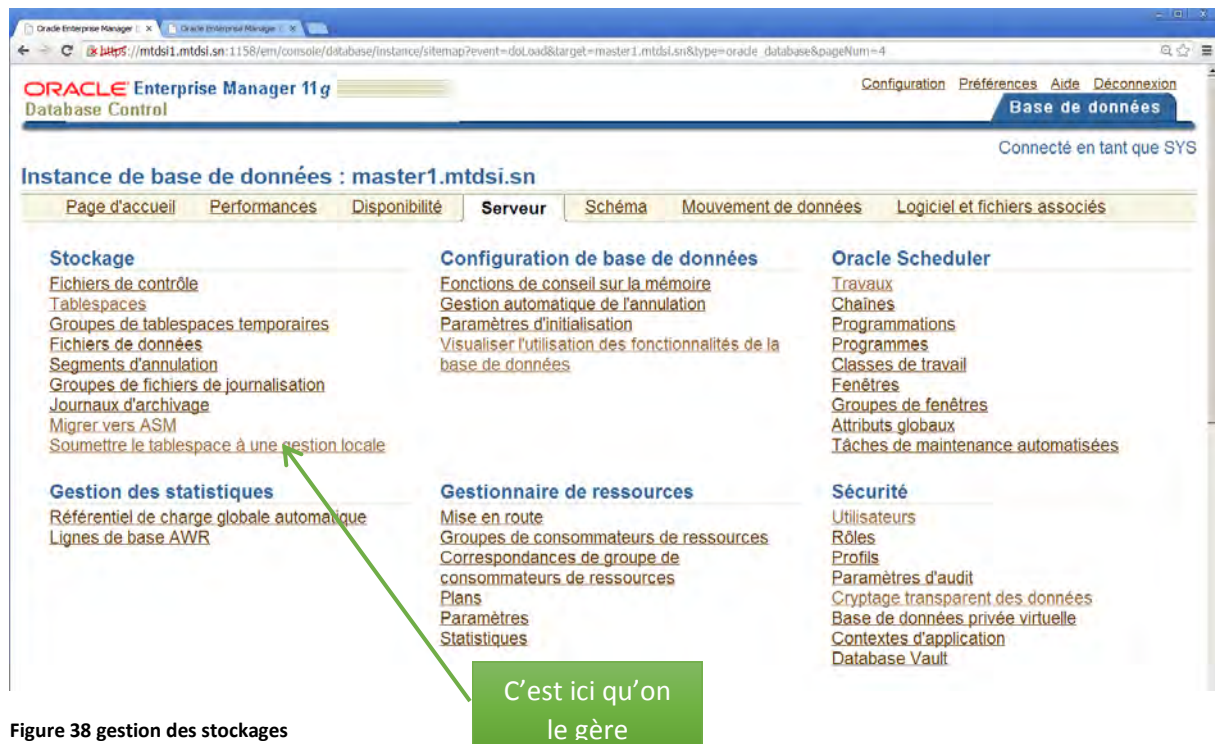 Oracle Enterprise Manager
Oracle Enterprise Manager
https://mtdsi1.mtdsi.sn:1158/em/console/database/instance/sitemap?event=doLoad&target=master1.mtdsi.sn&type=oracle_database&pageNum=4
ORACLE Enterprise Manager 11g
Database Control
Configuration Préférences Aide Déconnexion
Base de données
Connecté en tant que SYS
Instance de base de données : master1.mtdsi.sn
Page d'accueil Performances Disponibilité Serveur Schéma Mouvement de données Logiciel et fichiers associés
Stockage
Fichiers de contrôle
Tablespaces
Groupes de tablespaces temporaires
Fichiers de données
Segments d'annulation
Groupes de fichiers de journalisation
Journaux d'archivage
Migrer vers ASM
Soumettre le tablespace à une gestion locale
Configuration de base de données
Fonctions de conseil sur la mémoire
Gestion automatique de l'annulation
Paramètres d'initialisation
Visualiser l'utilisation des fonctionnalités de la
base de données
Oracle Scheduler
Travaux
Chaînes
Programmations
Programmes
Classes de travail
Fenêtres
Groupes de fenêtres
Attributs globaux
Tâches de maintenance automatisées
Gestion des statistiques
Référentiel de charge globale automatique
Lignes de base AWR
Gestionnaire de ressources
Mise en route
Groupes de consommateurs de ressources
Correspondances de groupe de
consommateurs de ressources
Plans
Paramètres
Statistiques
Sécurité
Utilisateurs
Rôles
Profils
Paramètres d'audit
Cryptage transparent des données
Base de données privée virtuelle
Contextes d'application
Database Vault
C'est ici qu'on
le gère
Figure 38 gestion des stockages